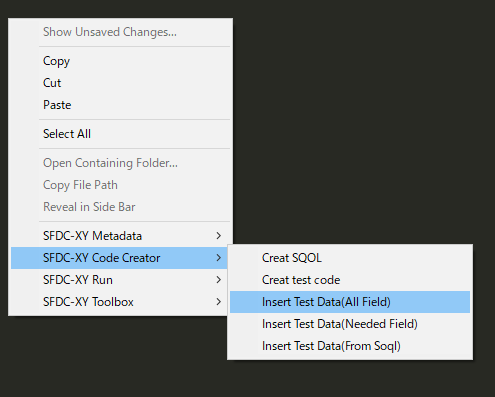 Show Unsaved Changes...
Copy
Cut
Paste
Select All
Open Containing Folder...
Copy File Path
Reveal in Side Bar
SFDC-XY Metadata
SFDC-XY Code Creator
SFDC-XY Run
SFDC-XY Toolbox
Creat SQOL
Creat test code
Insert Test Data(All Field)
Insert Test Data(Needed Field)
Insert Test Data(From Soql)